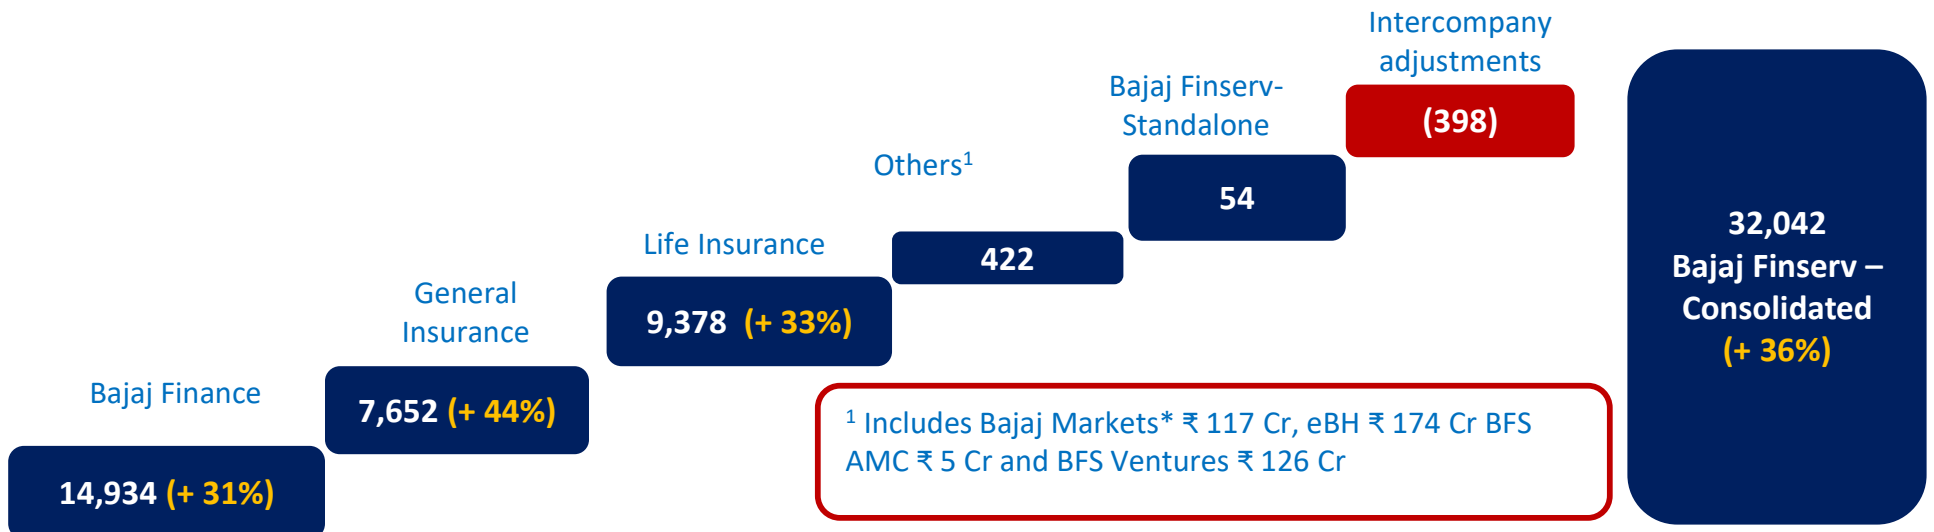 Intercompany
adjustments
(398)
Bajaj Finserv-
Standalone
54
Others¹
422
Life Insurance
9,378 (+ 33%)
General
Insurance
7,652 (+ 44%)
Bajaj Finance
14,934 (+ 31%)
32,042
Bajaj Finserv –
Consolidated
(+ 36%)
¹ Includes Bajaj Markets* ₹ 117 Cr, eBH ₹ 174 Cr BFS
AMC ₹ 5 Cr and BFS Ventures ₹ 126 Cr